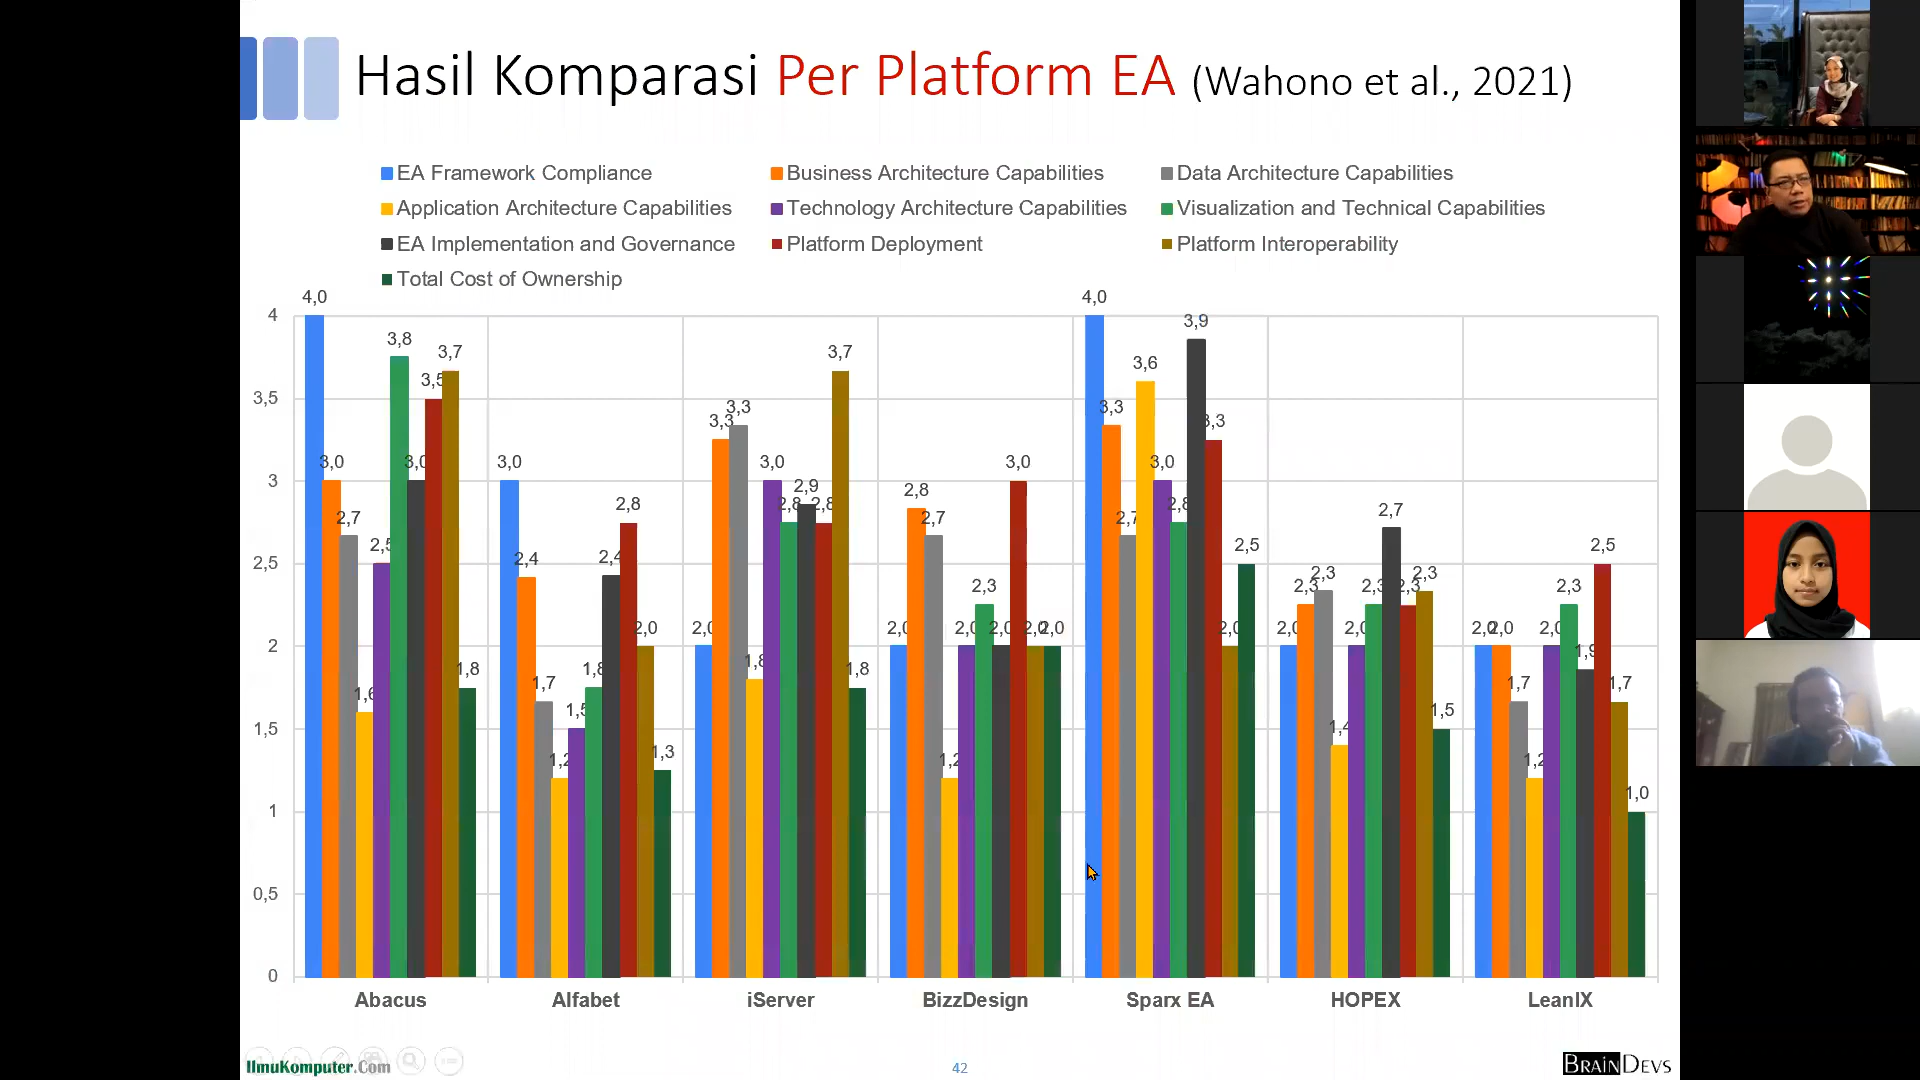 Hasil Komparasi Per Platform EA (Wahono et al., 2021)
EA Framework Compliance Business Architecture Capabilities Data Architecture Capabilities
Application Architecture Capabilities Technology Architecture Capabilities Visualization and Technical Capabilities
EA Implementation and Governance Platform Deployment Platform Interoperability
Total Cost of Ownership
4
3,5
3
2,5
2
1,5
1
0,5
0
4,0 3,0 2,7 1,6 2,5 3,8 3,0 3,5 3,7 1,8
3,0 2,4 1,7 1,2 1,5 1,8 2,4 2,8 2,0 1,3
2,0 3,3 3,3 1,8 3,0 2,8 2,9 2,8 3,7 1,8
2,0 2,8 2,7 1,2 2,0 2,3 2,0 3,0 2,0 2,0
4,0 3,3 2,7 3,6 3,0 2,8 3,9 3,3 2,0 2,5
2,0 2,3 2,3 1,4 2,0 2,3 2,7 2,3 2,3 1,5
2,0 2,0 1,7 1,2 2,0 2,3 1,9 2,5 1,7 1,0
Abacus Alfabet iServer BizzDesign Sparx EA HOPEX LeanIX
IlmuKomputer.Com
42
BRAINDEVS